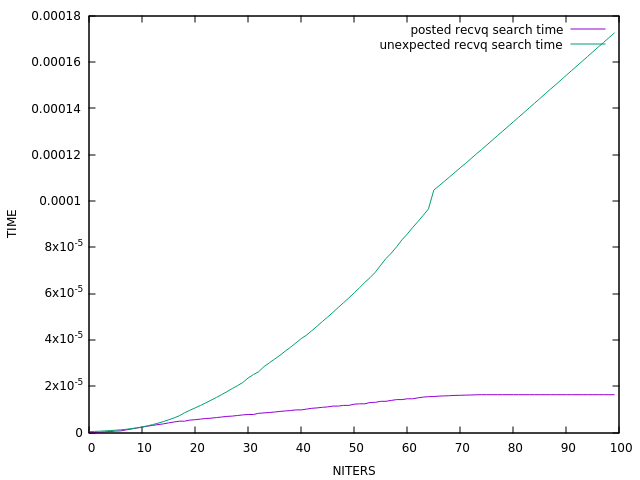 0.00018
0.00016
0.00014
0.00012
0.0001
8x10⁻⁵
6x10⁻⁵
4x10⁻⁵
2x10⁻⁵
0
TIME
posted recvq search time
unexpected recvq search time
0 10 20 30 40 50 60 70 80 90 100
NITERS